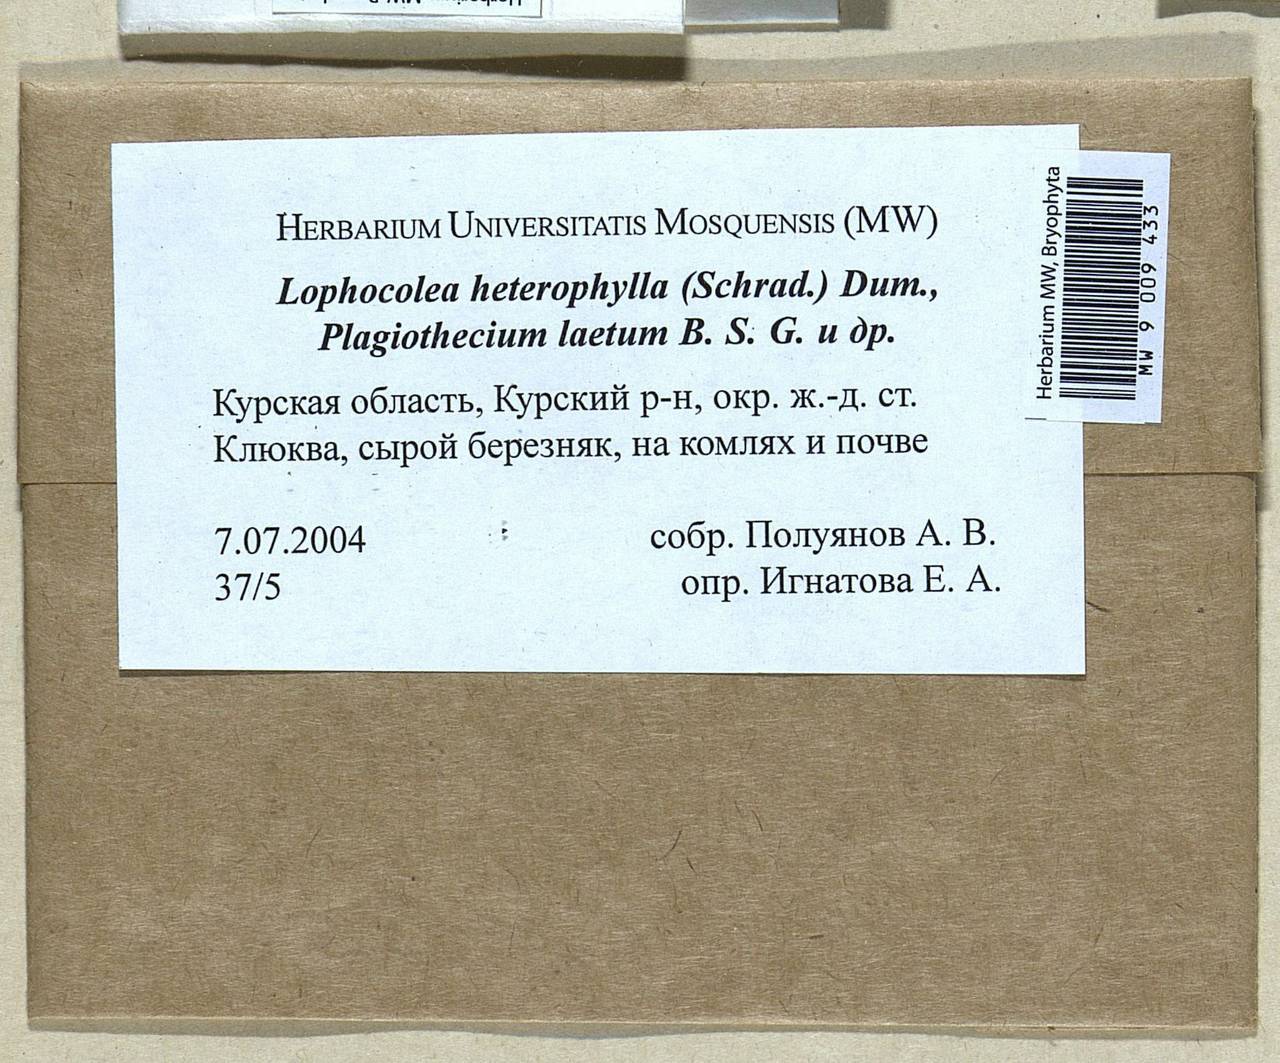 HERBARIUM UNIVERSITATIS MOSQUENSIS (MW)
Lophocolea heterophylla (Schrad.) Dum.,
Plagiothecium laetum B. S. G. и др.
Курская область, Курский р-н, окр. ж.-д. ст.
Клюква, сырой березняк, на комлях и почве
7.07.2004
собр. Полуянов А. В.
37/5
опр. Игнатова Е. А.
Herbarium MW, Bryophyta
MW 9 009 433